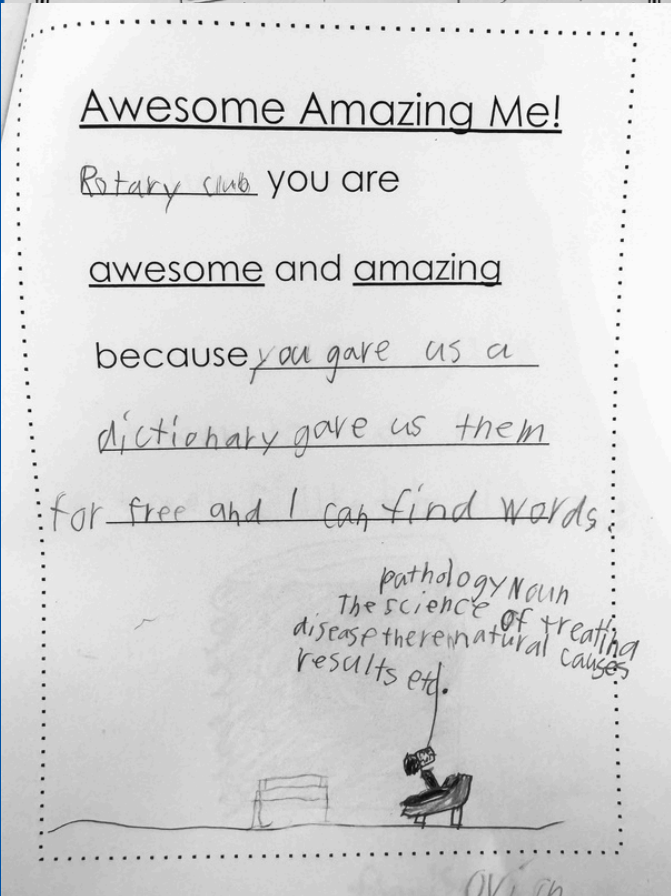 Awesome Amazing Me!
Rotary club you are
awesome and amazing
because you gave us a
dictionary gave us them
for free and I can find words.
pathology Noun
The science of treating
disease there natural causes
results etc.